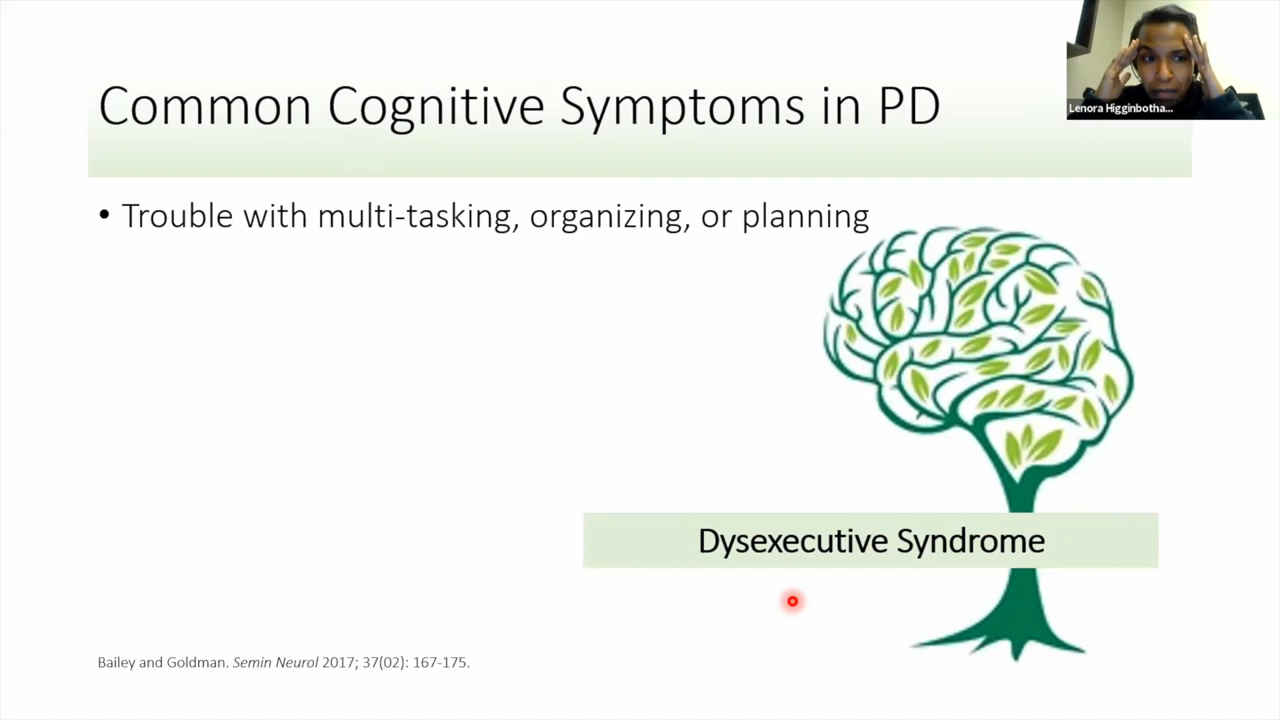 Common Cognitive Symptoms in PD
Lenora Higginbotha...
• Trouble with multi-tasking, organizing, or planning
Dysexecutive Syndrome
Bailey and Goldman. Semin Neurol 2017; 37(02): 167-175.